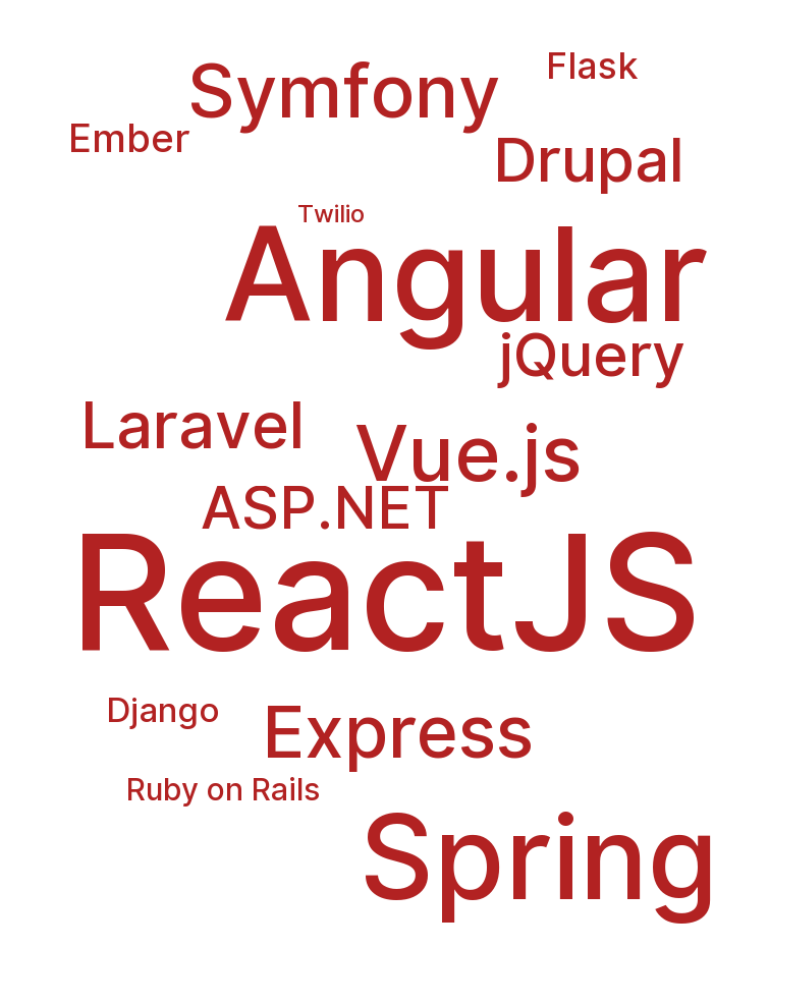 Flask
Symfony
Ember
Drupal
Twilio
Angular
jQuery
Laravel
Vue.js
ASP.NET
ReactJS
Django
Express
Ruby on Rails
Spring